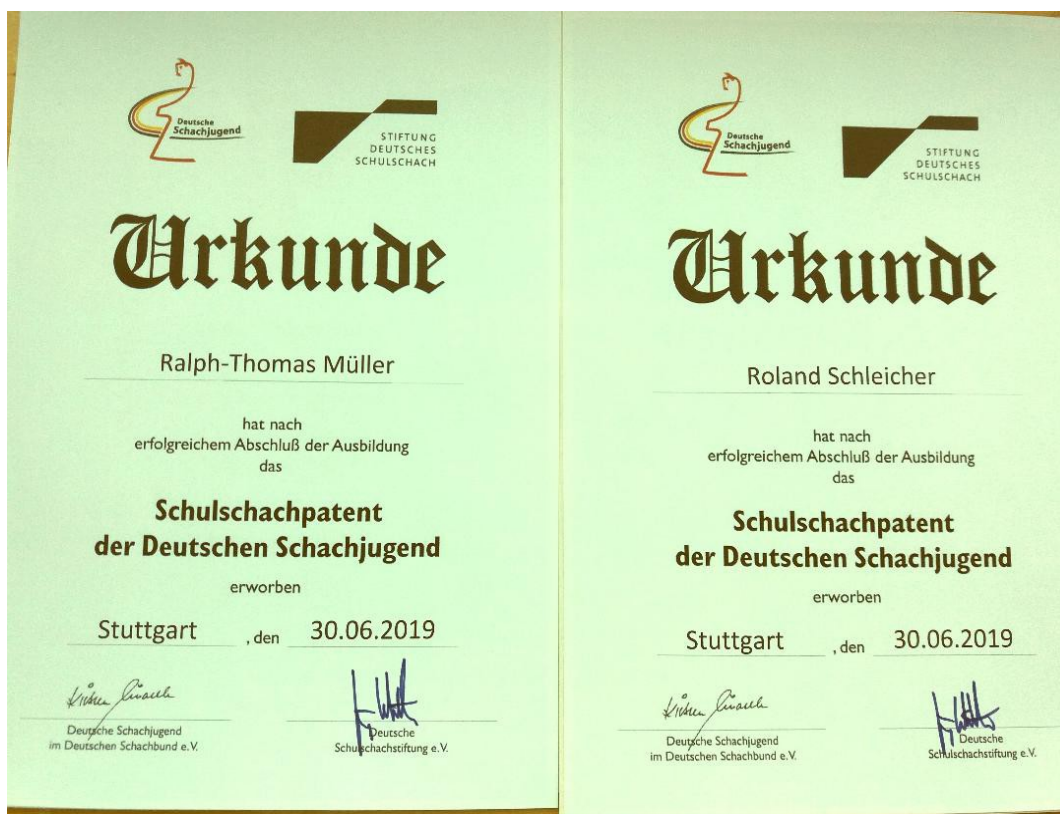 Deutsche
Schachjugend
STIFTUNG
DEUTSCHES
SCHULSCHACH
Urkunde
Ralph-Thomas Müller
hat nach
erfolgreichem Abschluß der Ausbildung
das
Schulschachpatent
der Deutschen Schachjugend
erworben
Stuttgart , den 30.06.2019
Deutsche Schachjugend
im Deutschen Schachbund e.V.
Deutsche
Schulschachstiftung e.V.
Deutsche
Schachjugend
STIFTUNG
DEUTSCHES
SCHULSCHACH
Urkunde
Roland Schleicher
hat nach
erfolgreichem Abschluß der Ausbildung
das
Schulschachpatent
der Deutschen Schachjugend
erworben
Stuttgart , den 30.06.2019
Deutsche Schachjugend
im Deutschen Schachbund e.V.
Deutsche
Schulschachstiftung e.V.